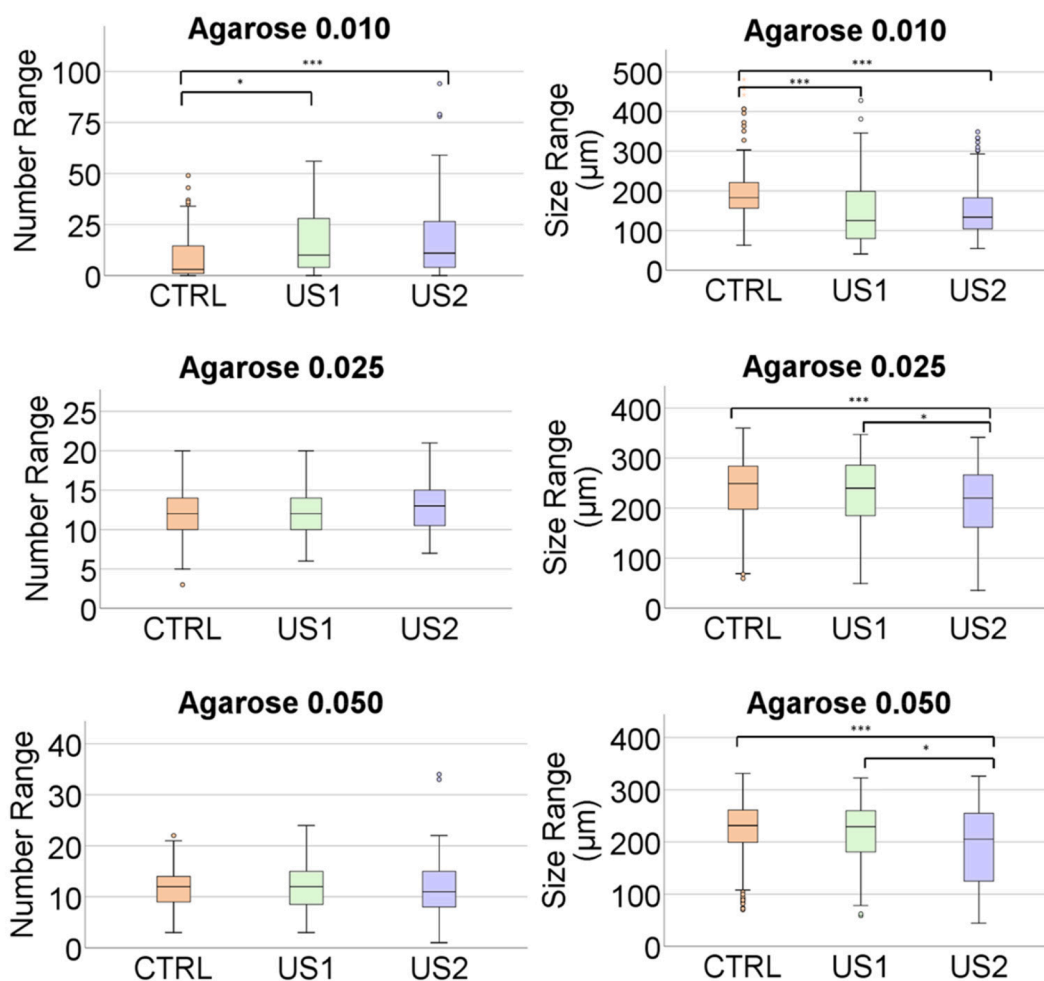 Agarose 0.010
Number Range
100
75
50
25
0
*
***
CTRL US1 US2
Agarose 0.010
Size Range
(µm)
500
400
300
200
100
0
***
***
CTRL US1 US2
Agarose 0.025
Number Range
25
20
15
10
5
0
CTRL US1 US2
Agarose 0.025
Size Range
(µm)
400
300
200
100
0
***
*
CTRL US1 US2
Agarose 0.050
Number Range
40
30
20
10
0
CTRL US1 US2
Agarose 0.050
Size Range
(µm)
400
300
200
100
0
***
*
CTRL US1 US2